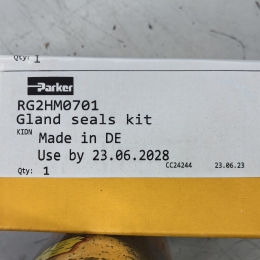 Qty: 1
Parker
RG2HM0701
Gland seals kit
KIDN
Made in DE
Use by 23.06.2028
CC24244 23.06.23
Qty: 1